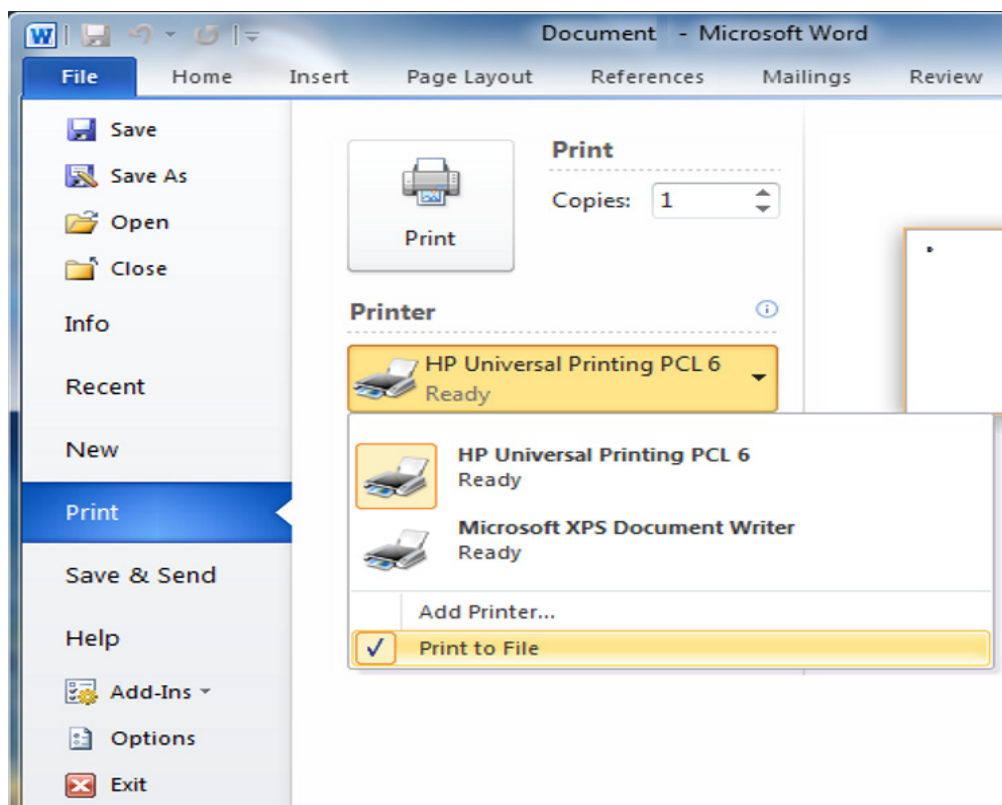 W
Document - Microsoft Word
File Home Insert Page Layout References Mailings Review
Save
Save As
Open
Close
Info
Recent
New
Print
Save & Send
Help
Add-Ins
Options
Exit
Print
Print
Copies: 1
Printer
HP Universal Printing PCL 6
Ready
HP Universal Printing PCL 6
Ready
Microsoft XPS Document Writer
Ready
Add Printer...
Print to File